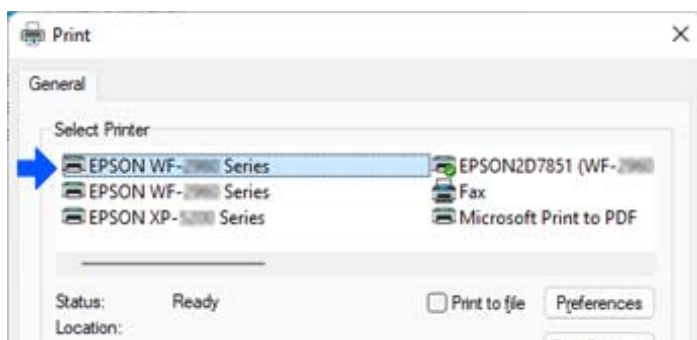 Print
General
Select Printer
EPSON WF- Series
EPSON2D7851 (WF-
EPSON WF- Series
Fax
EPSON XP- Series
Microsoft Print to PDF
Status: Ready
Print to file
Preferences
Location: